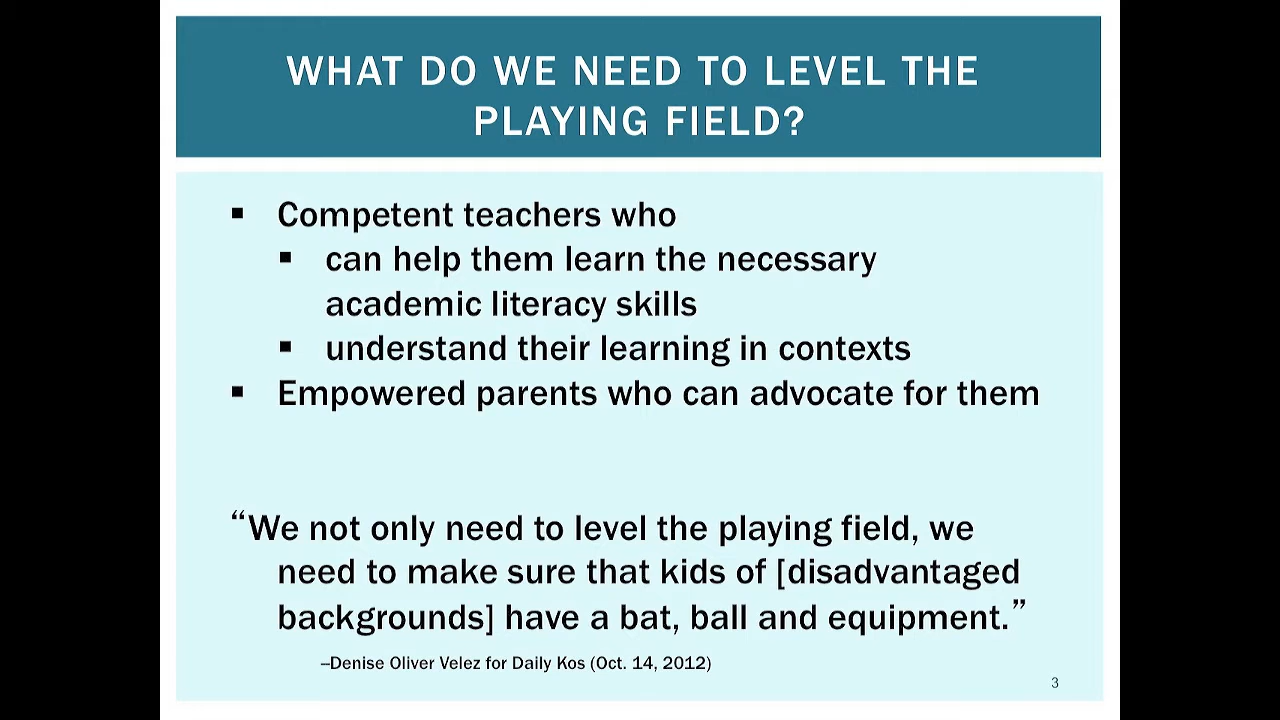 WHAT DO WE NEED TO LEVEL THE
PLAYING FIELD?
▪ Competent teachers who
▪ can help them learn the necessary
academic literacy skills
▪ understand their learning in contexts
▪ Empowered parents who can advocate for them
“We not only need to level the playing field, we
need to make sure that kids of [disadvantaged
backgrounds] have a bat, ball and equipment.”
–Denise Oliver Velez for Daily Kos (Oct. 14, 2012)
3